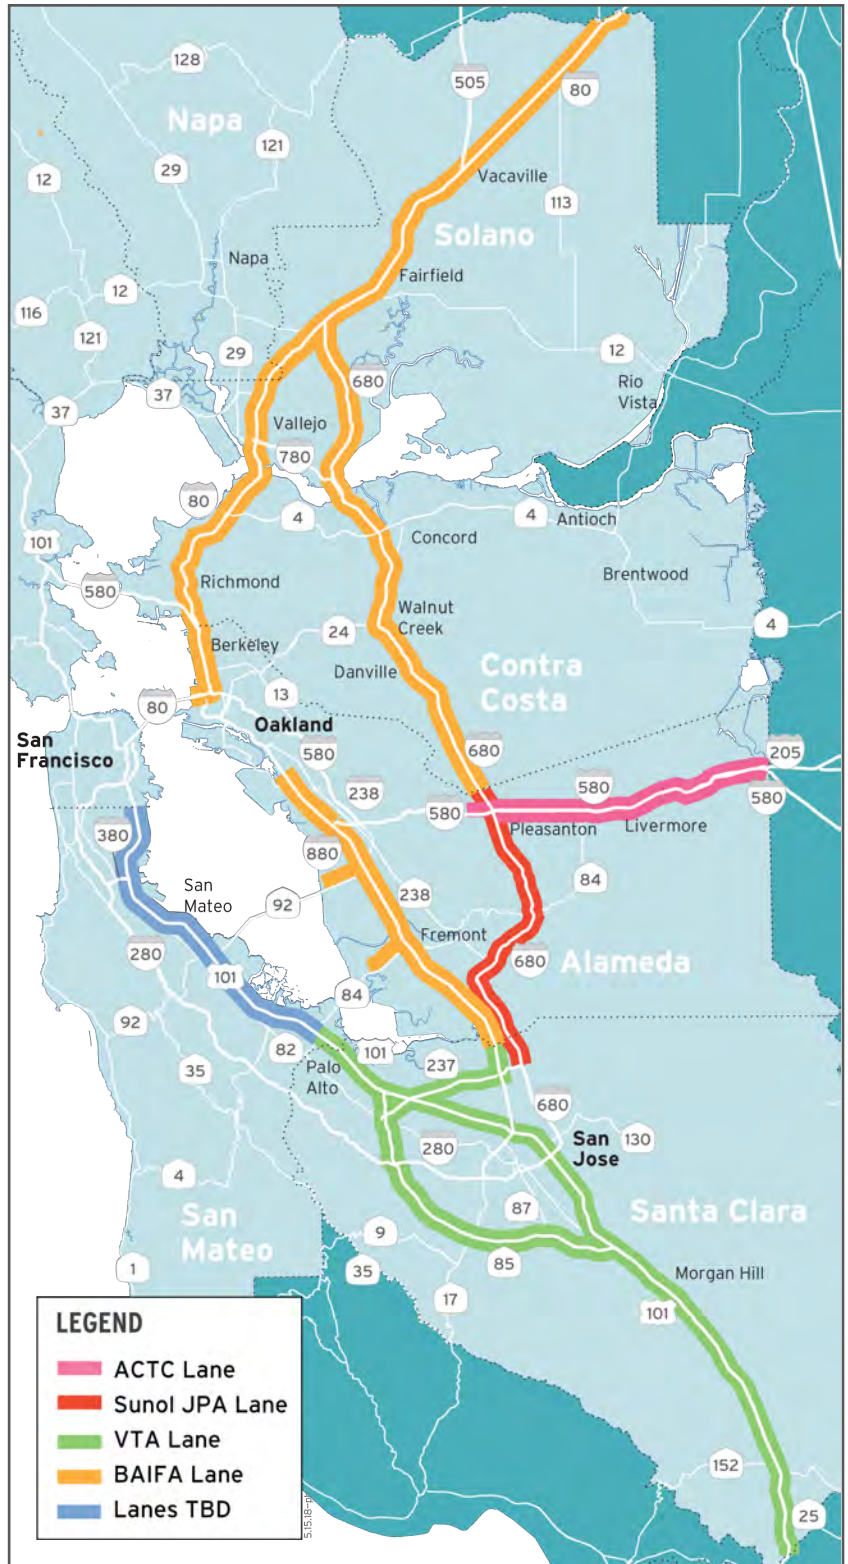 128
505
80
Napa
121
12
29
Vacaville
113
Solano
Napa
Fairfield
12
116
121
29
12
680
Rio
Vista
37
37
Vallejo
780
80
4
4
Antioch
101
Concord
580
Richmond
Brentwood
Walnut
Creek
24
4
Berkeley
Danville
Contra
Costa
13
80
Oakland
San
Francisco
580
680
205
238
580
580
580
380
Pleasanton
Livermore
880
84
San
Mateo
92
238
Fremont
280
680
Alameda
101
84
92
82
101
237
35
Palo
Alto
680
130
San
Jose
280
4
87
Santa Clara
San
Mateo
9
85
1
35
Morgan Hill
17
101
LEGEND
ACTC Lane
Sunol JPA Lane
VTA Lane
BAIFA Lane
Lanes TBD
152
25